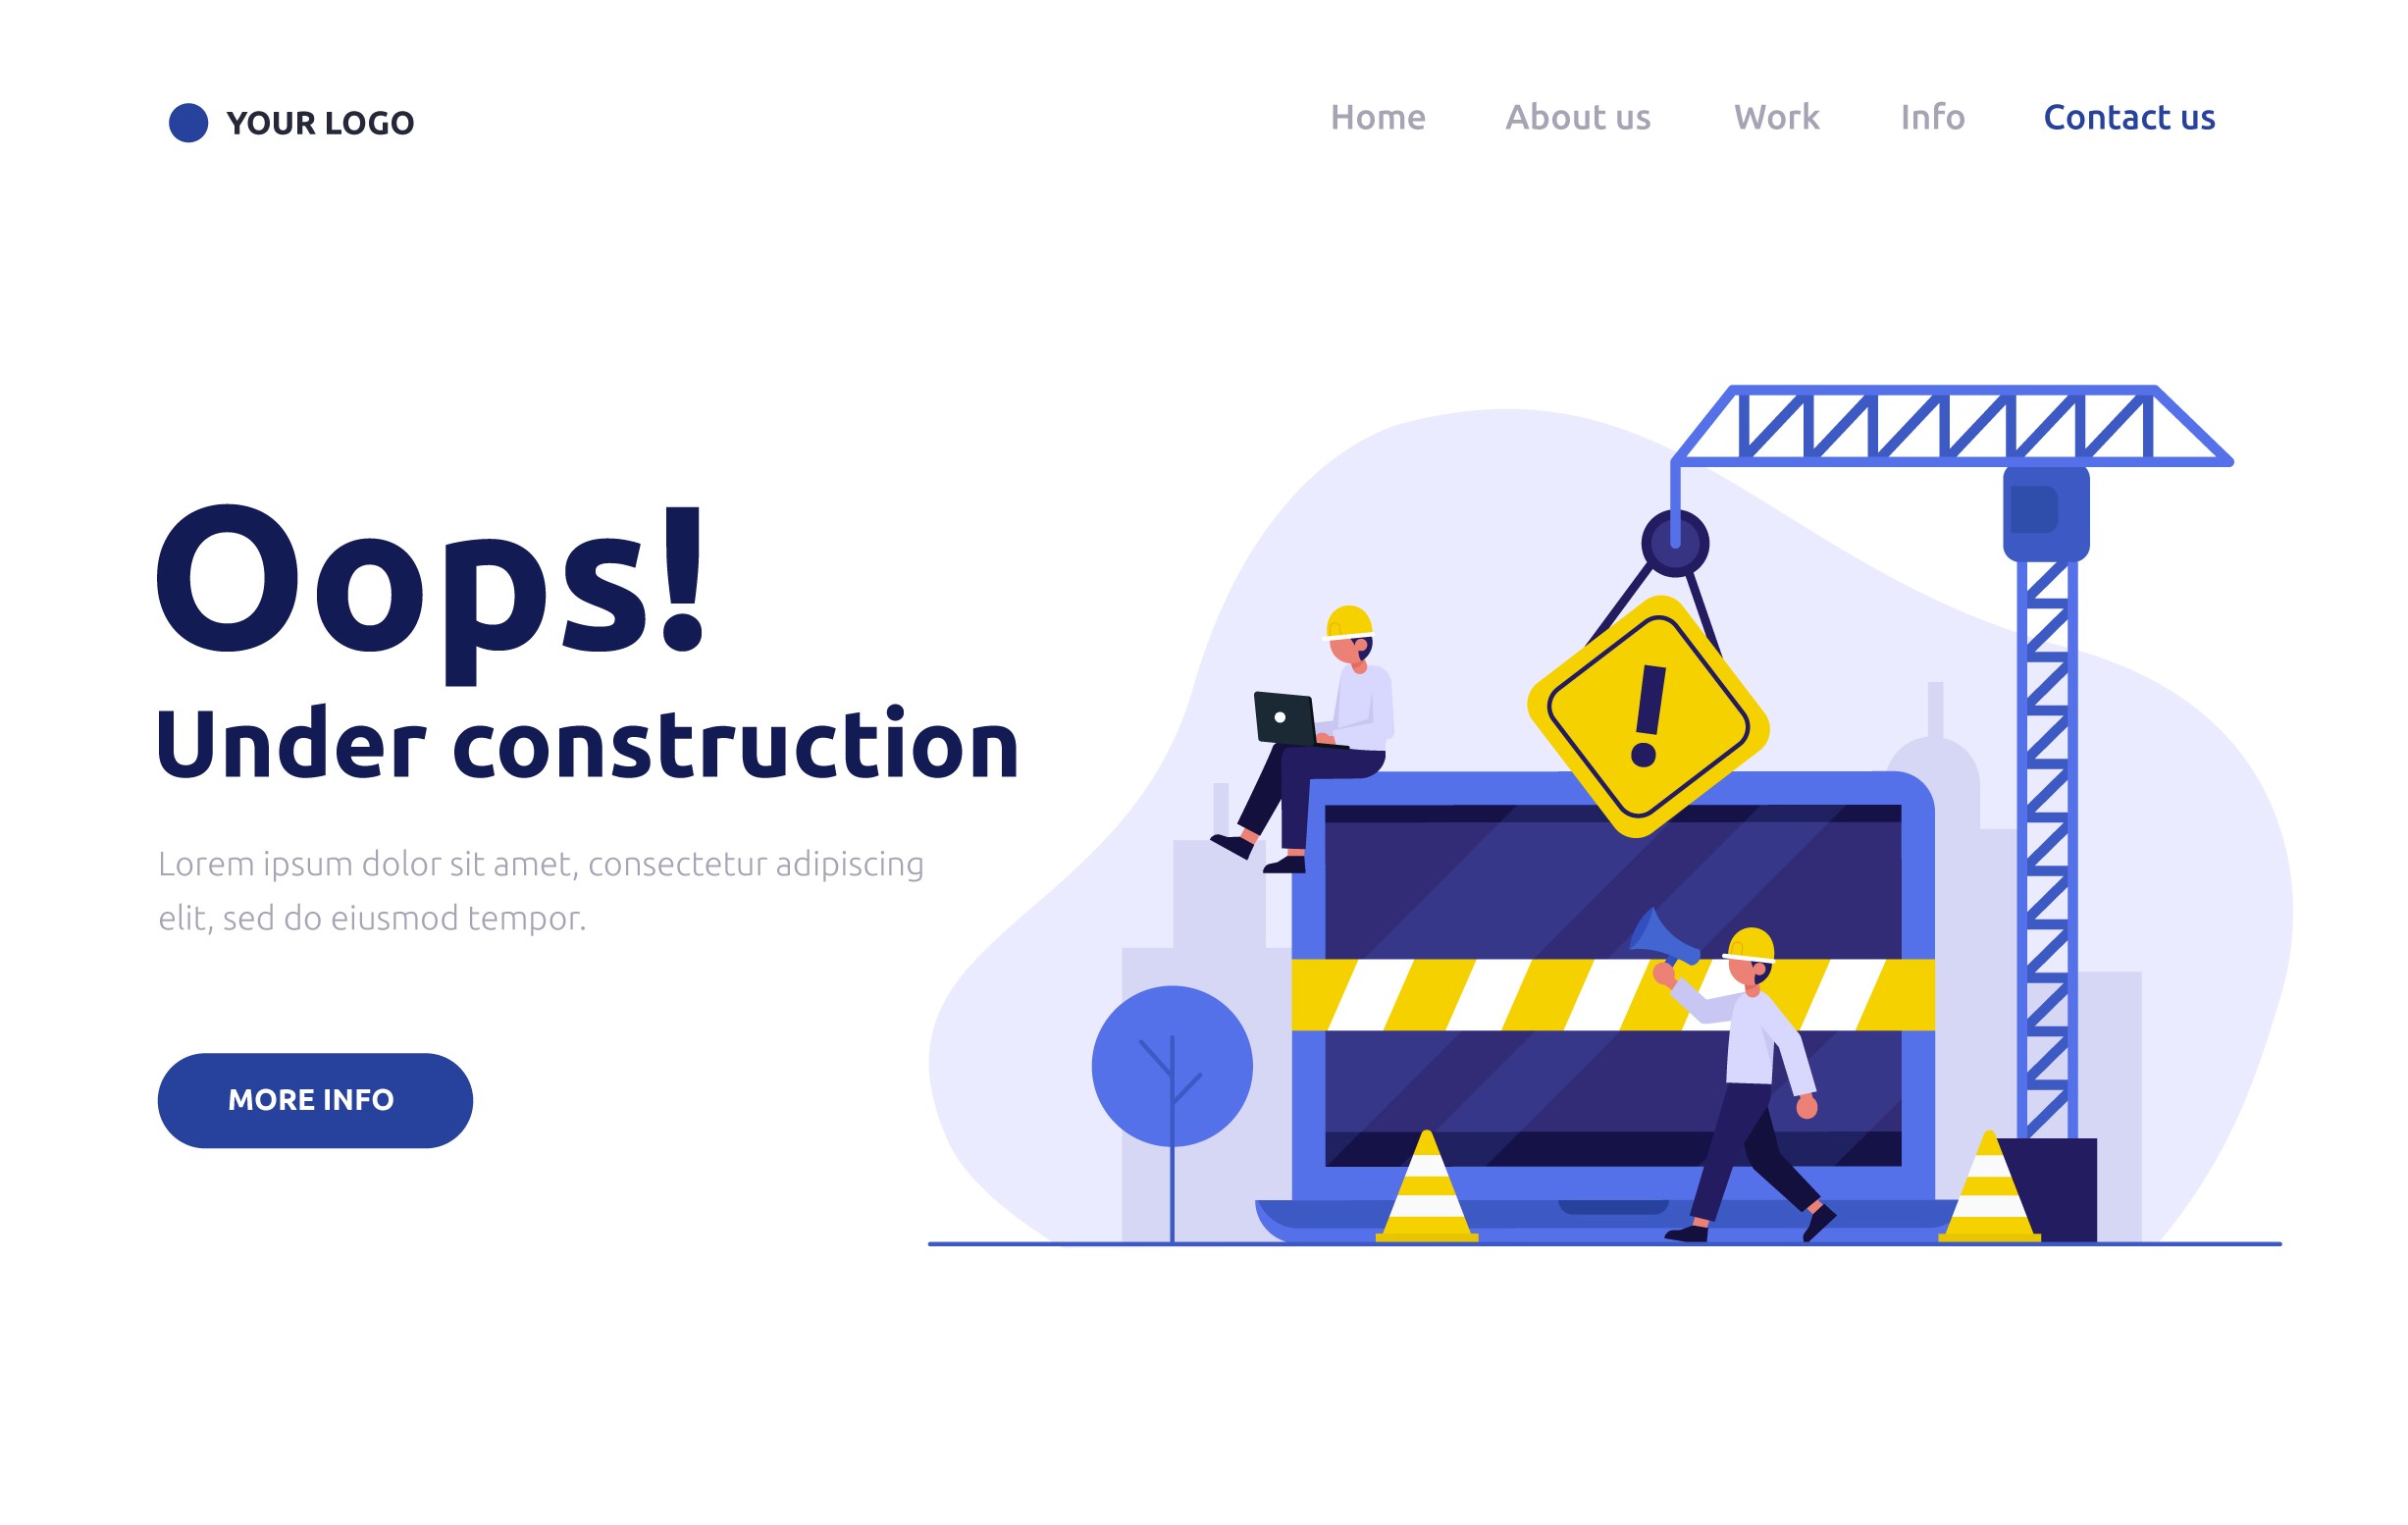 YOUR LOGO
Home
About us
Work
Info
Contact us
Oops!
Under construction
Lorem ipsum dolor sit amet, consectetur adipiscing
elit, sed do eiusmod tempor.
MORE INFO
!